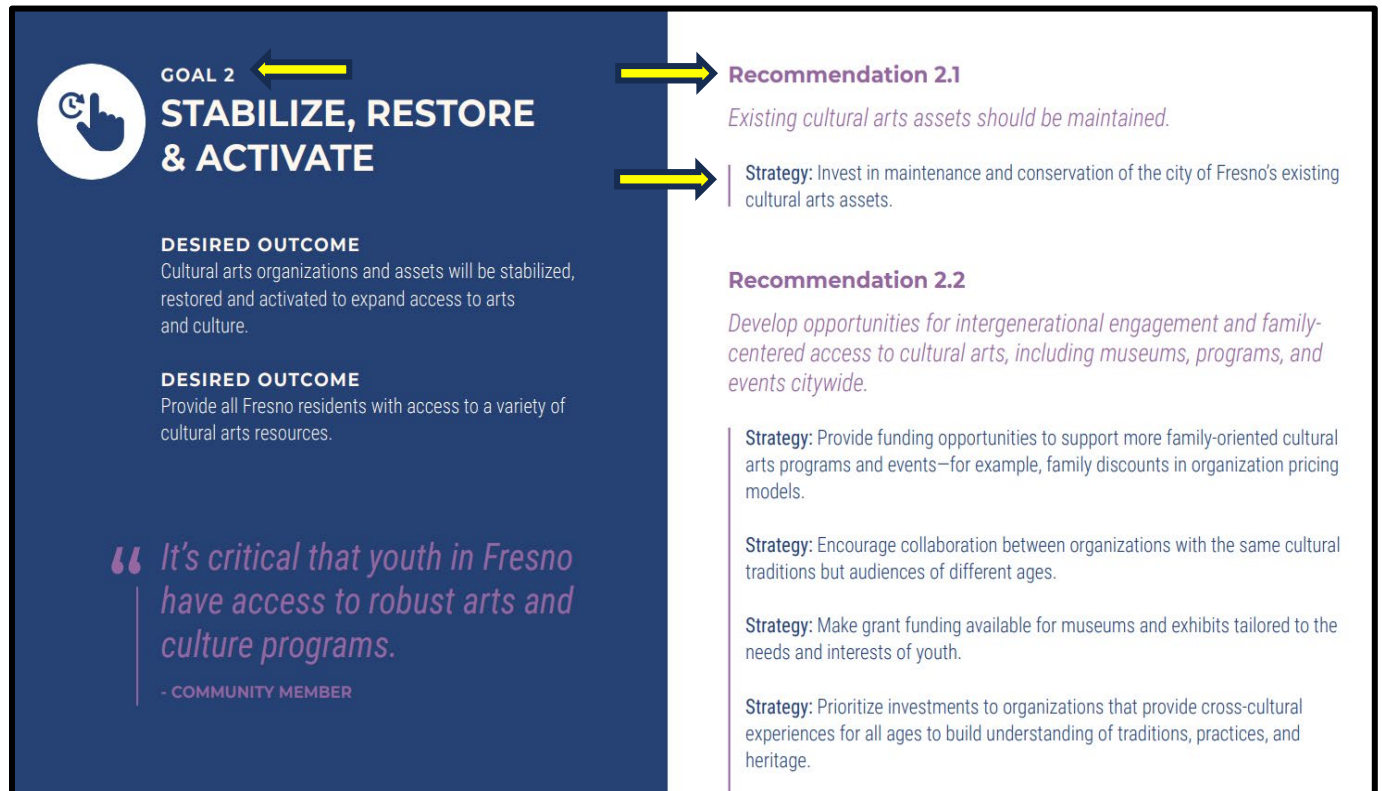 GOAL 2
STABILIZE, RESTORE
& ACTIVATE
DESIRED OUTCOME
Cultural arts organizations and assets will be stabilized,
restored and activated to expand access to arts
and culture.
DESIRED OUTCOME
Provide all Fresno residents with access to a variety of
cultural arts resources.
“ It’s critical that youth in Fresno
have access to robust arts and
culture programs.
- COMMUNITY MEMBER
Recommendation 2.1
Existing cultural arts assets should be maintained.
Strategy: Invest in maintenance and conservation of the city of Fresno’s existing
cultural arts assets.
Recommendation 2.2
Develop opportunities for intergenerational engagement and family-
centered access to cultural arts, including museums, programs, and
events citywide.
Strategy: Provide funding opportunities to support more family-oriented cultural
arts programs and events—for example, family discounts in organization pricing
models.
Strategy: Encourage collaboration between organizations with the same cultural
traditions but audiences of different ages.
Strategy: Make grant funding available for museums and exhibits tailored to the
needs and interests of youth.
Strategy: Prioritize investments to organizations that provide cross-cultural
experiences for all ages to build understanding of traditions, practices, and
heritage.